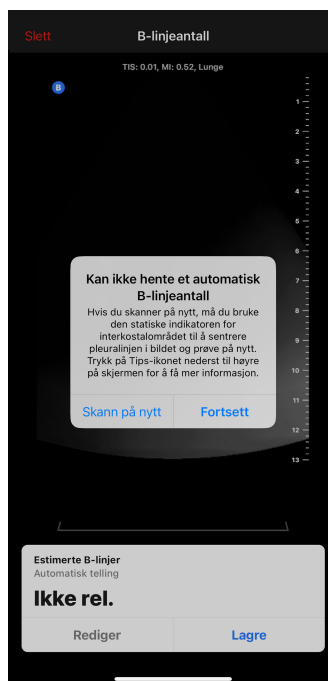 Slett
B-linjeantall
TIS: 0.01, MI: 0.52, Lunge
B
1
2
3
4
5
6
Kan ikke hente et automatisk
B-linjeantall
Hvis du skanner på nytt, må du bruke
den statiske indikatoren for
interkostalområdet til å sentrere
pleuralinjen i bildet og prøve på nytt.
Trykk på Tips-ikonet nederst til høyre
på skjermen for å få mer informasjon.
Skann på nytt
Fortsett
7
8
9
10
11
12
13
Estimerte B-linjer
Automatisk telling
Ikke rel.
Rediger
Lagre